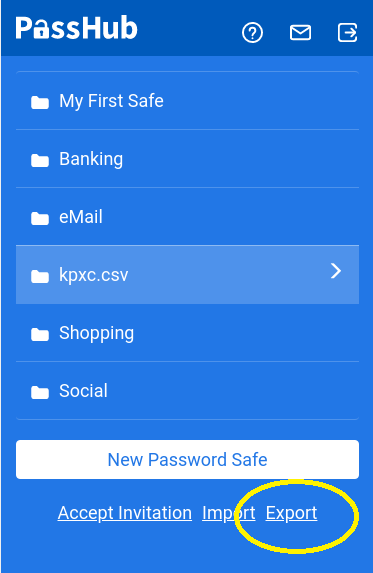 PassHub
My First Safe
Banking
eMail
kpxc.csv
Shopping
Social
New Password Safe
Accept Invitation Import Export